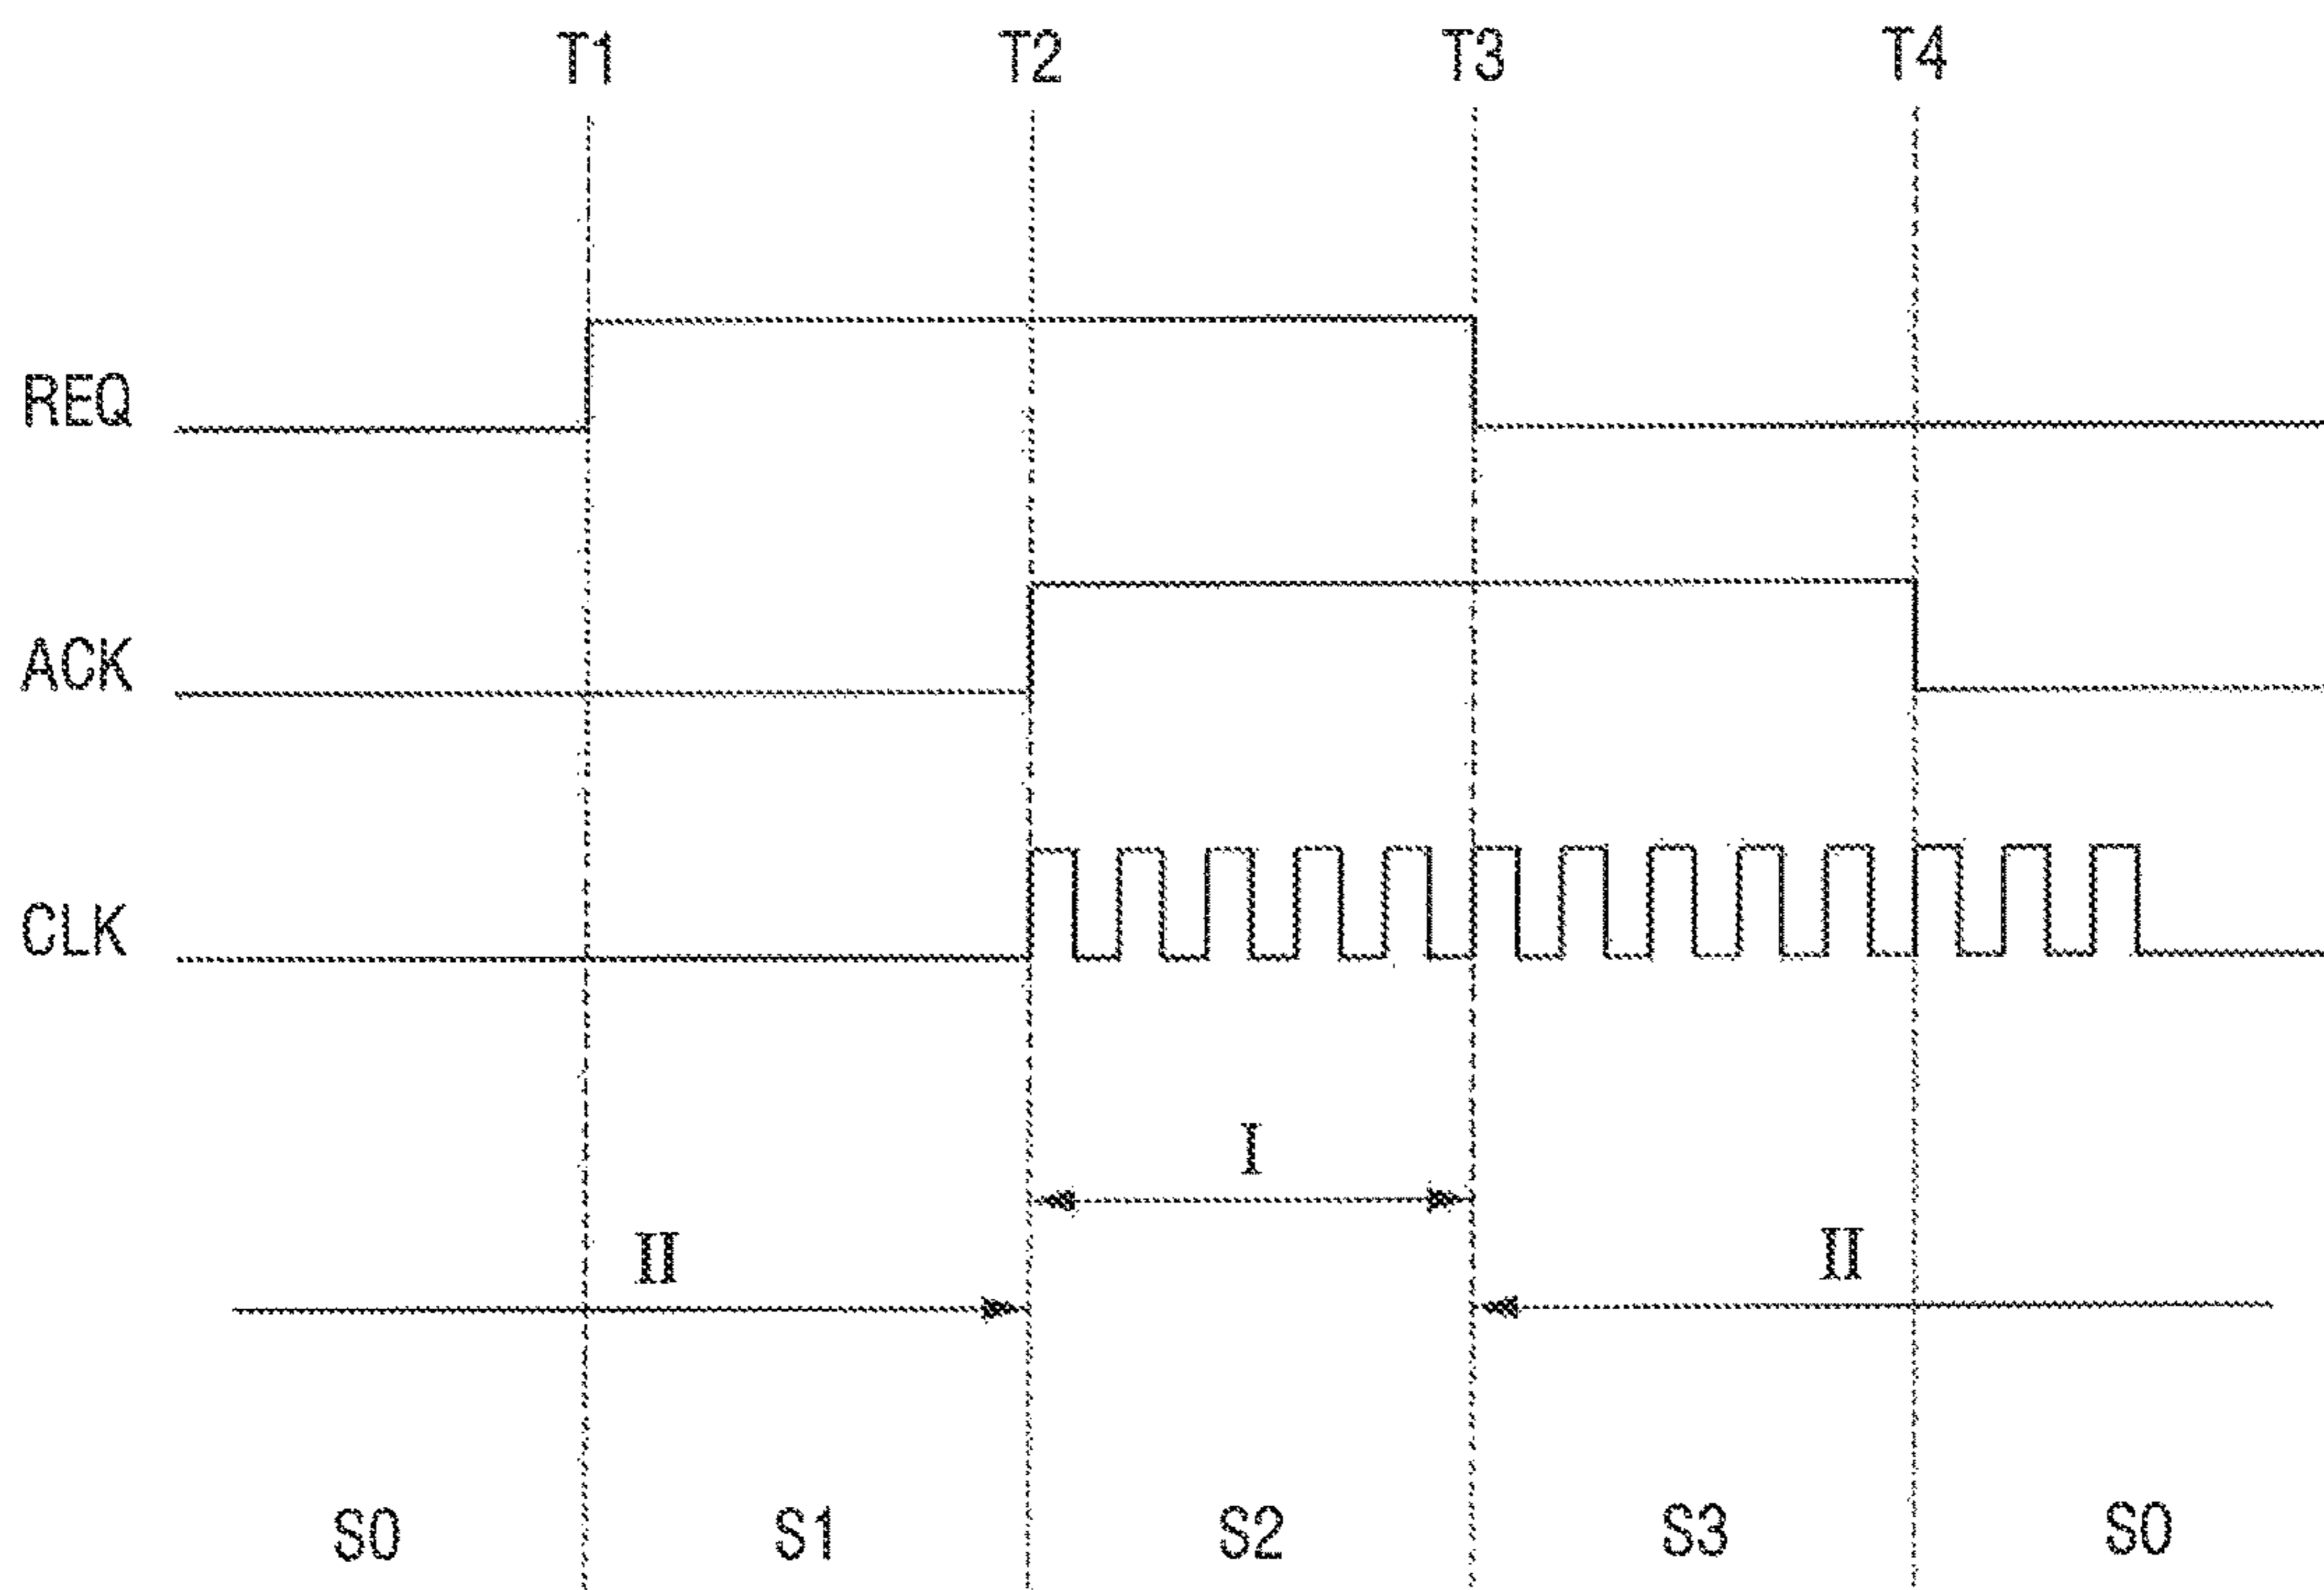 T1 T2 T3 T4
REQ
ACK
CLK
I
II II
S0 S1 S2 S3 S0